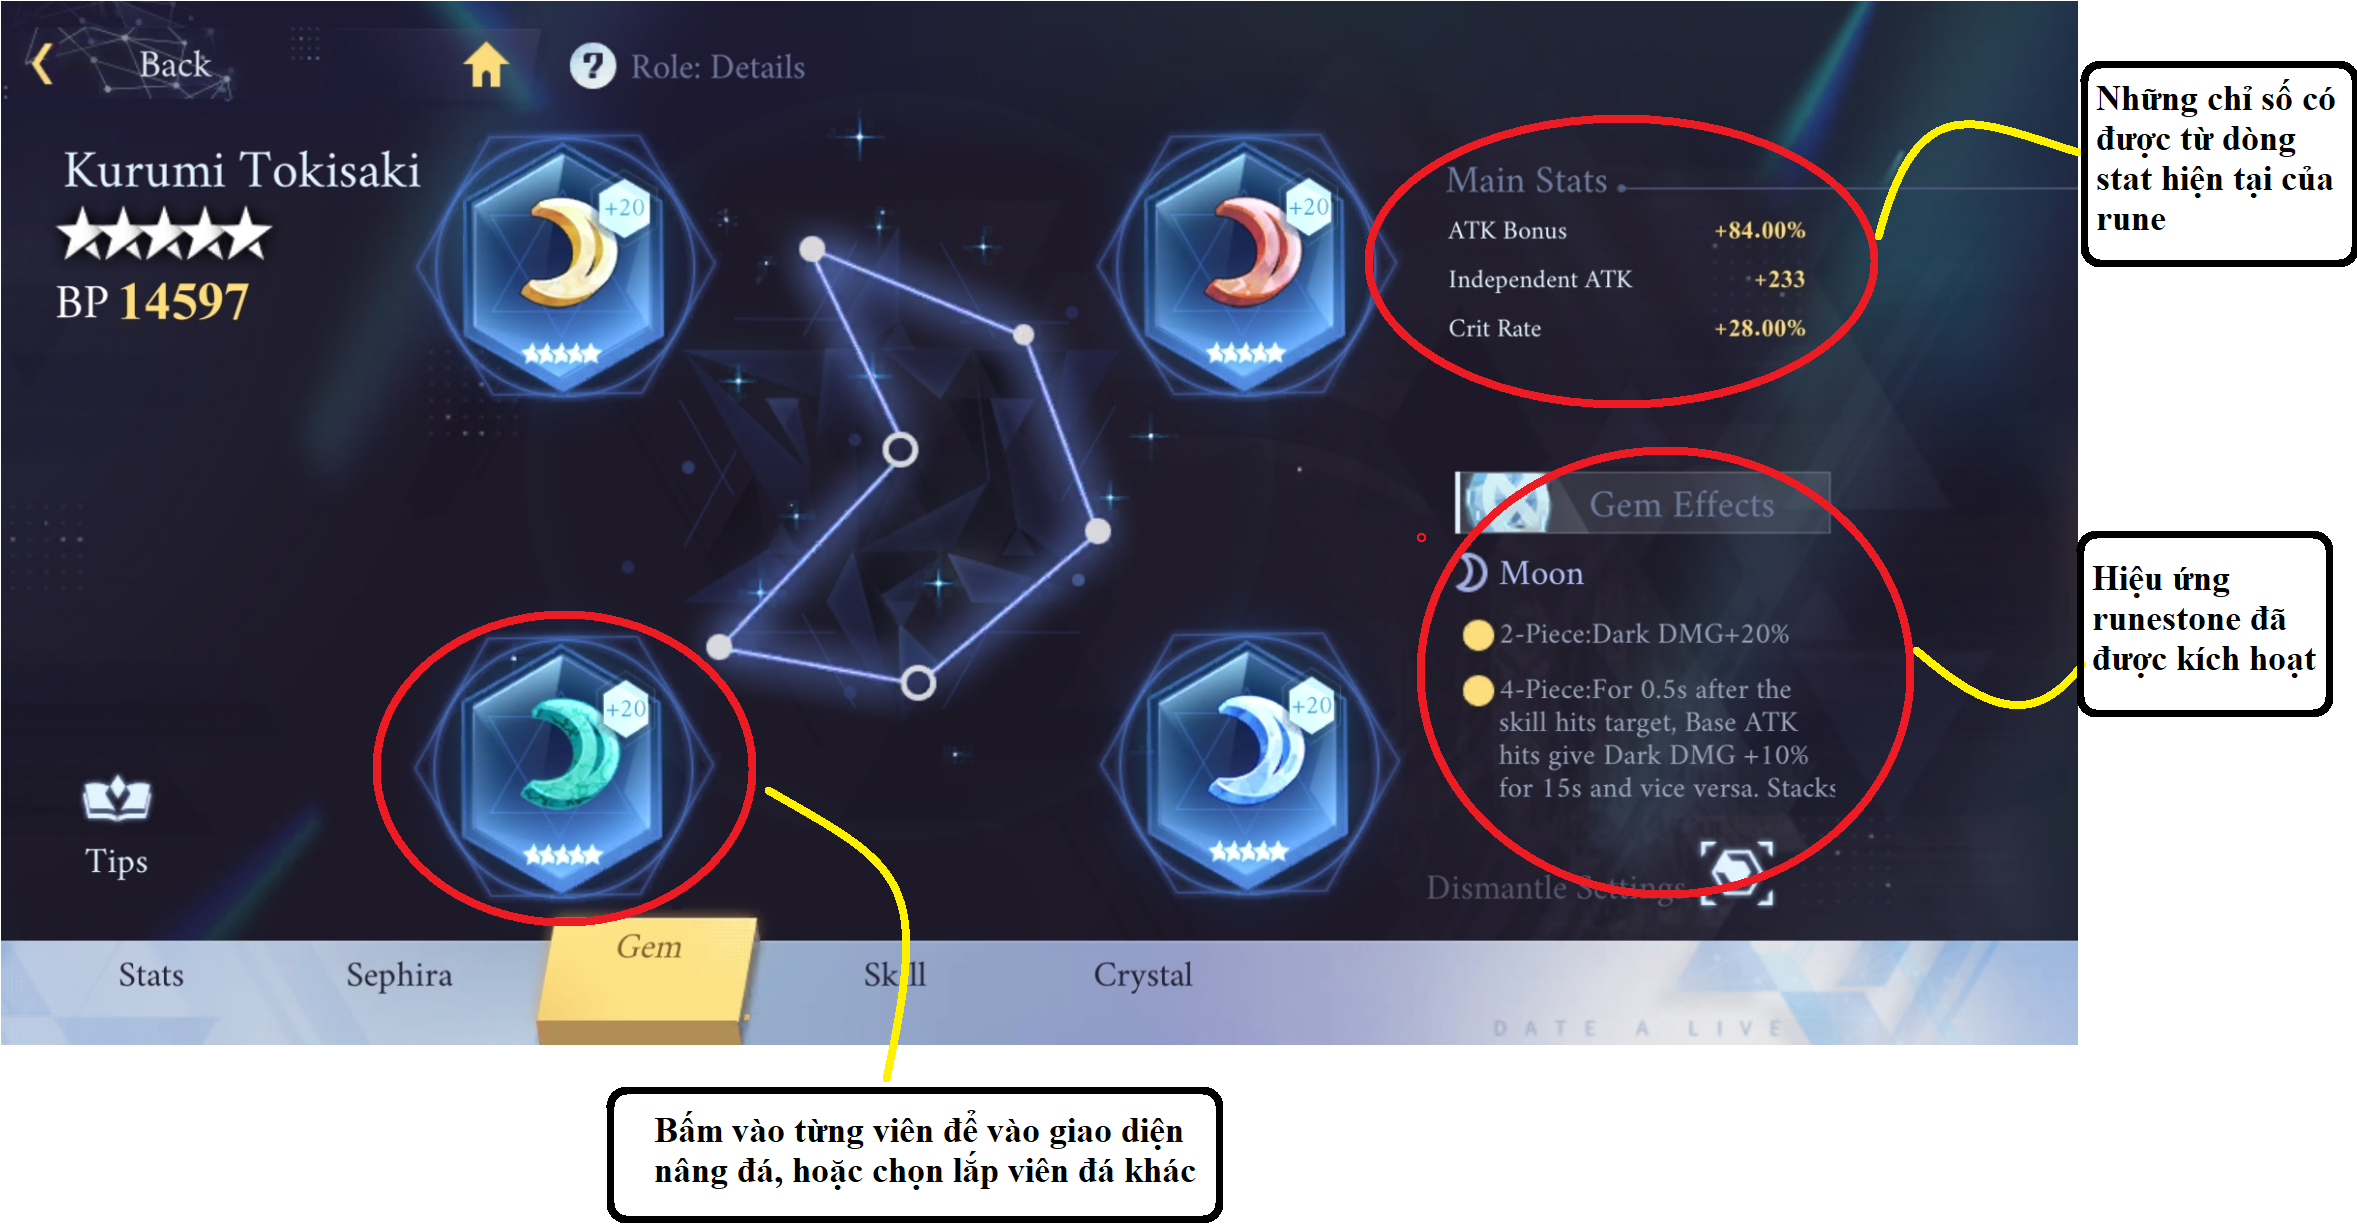 Back
? Role: Details
Kurumi Tokisaki
BP 14597
+20
+20
Main Stats
ATK Bonus +84.00%
Independent ATK +233
Crit Rate +28.00%
Những chỉ số có
được từ dòng
stat hiện tại của
rune
Gem Effects
Moon
2-Piece:Dark DMG+20%
4-Piece:For 0.5s after the
skill hits target, Base ATK
hits give Dark DMG +10%
for 15s and vice versa. Stacks
Hiệu ứng
runestone đã
được kích hoạt
+20
+20
Tips
Dismantle Settings
Stats
Sephira
Gem
Skill
Crystal
DATE A LIVE
Bấm vào từng viên để vào giao diện
nâng đá, hoặc chọn lắp viên đá khác